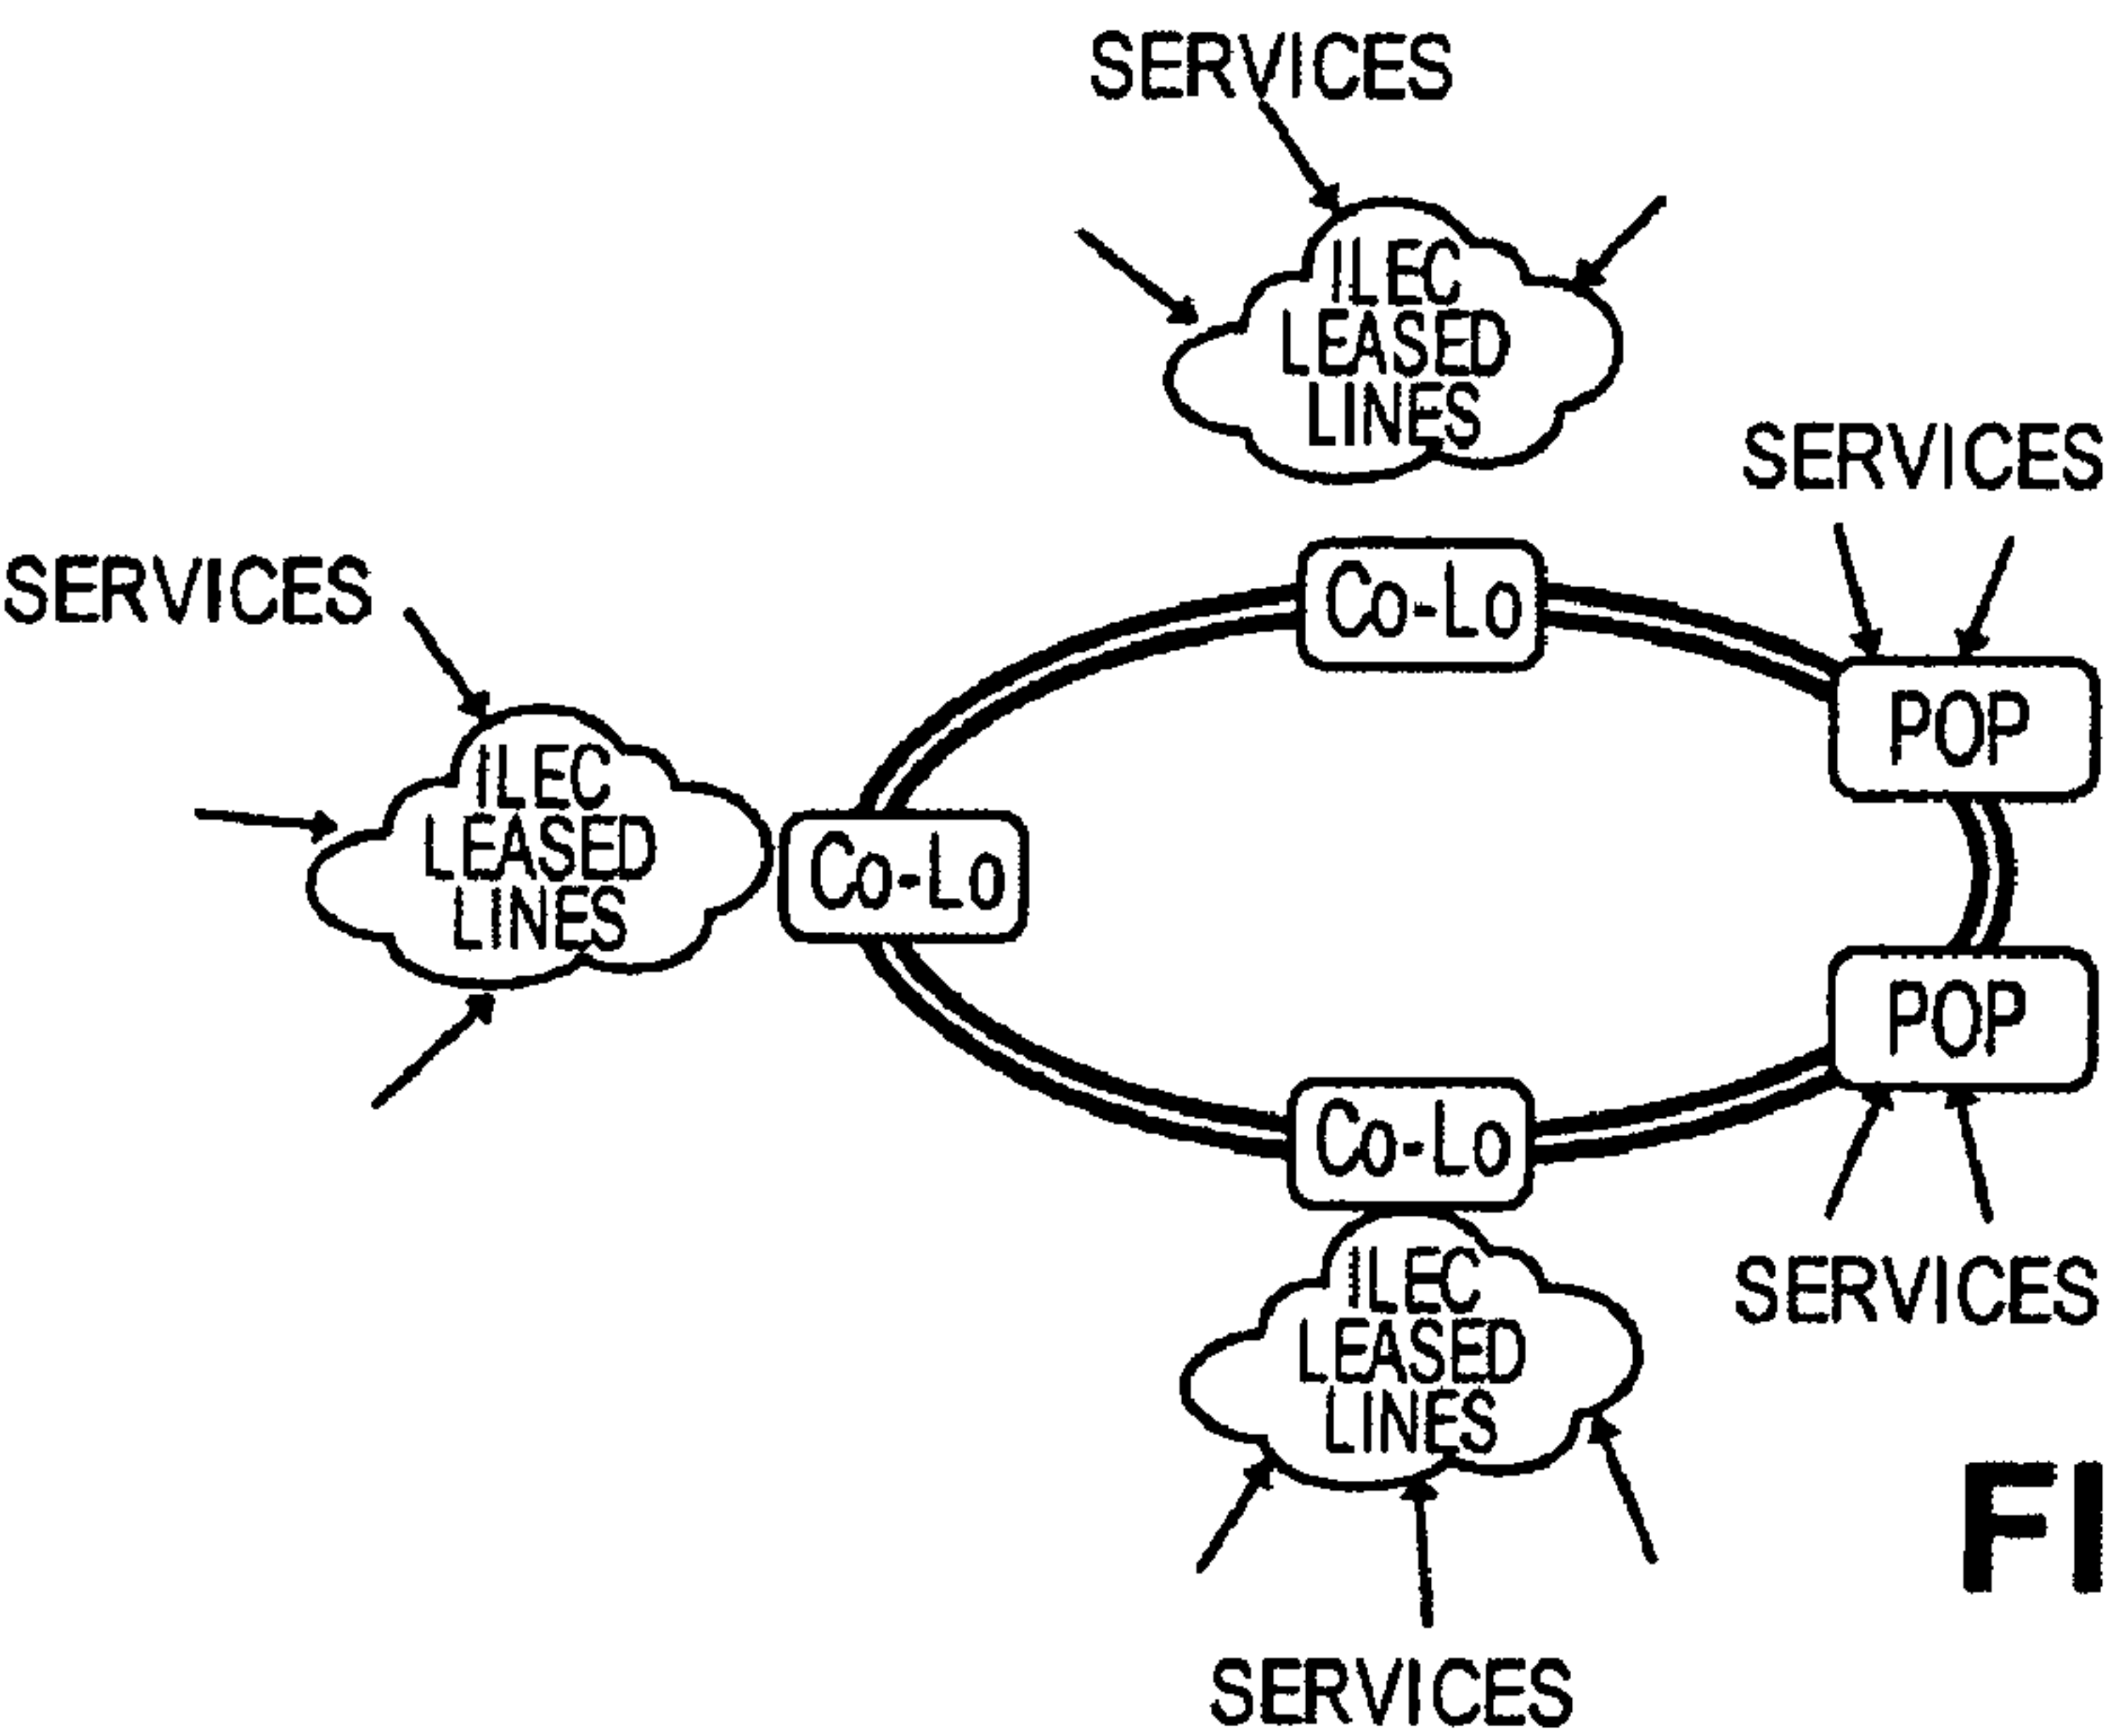 SERVICES
ILEC
LEASED
LINES
SERVICES
SERVICES
Co-Lo
POP
ILEC
LEASED
LINES
Co-Lo
POP
Co-Lo
ILEC
LEASED
LINES
SERVICES
FI
SERVICES